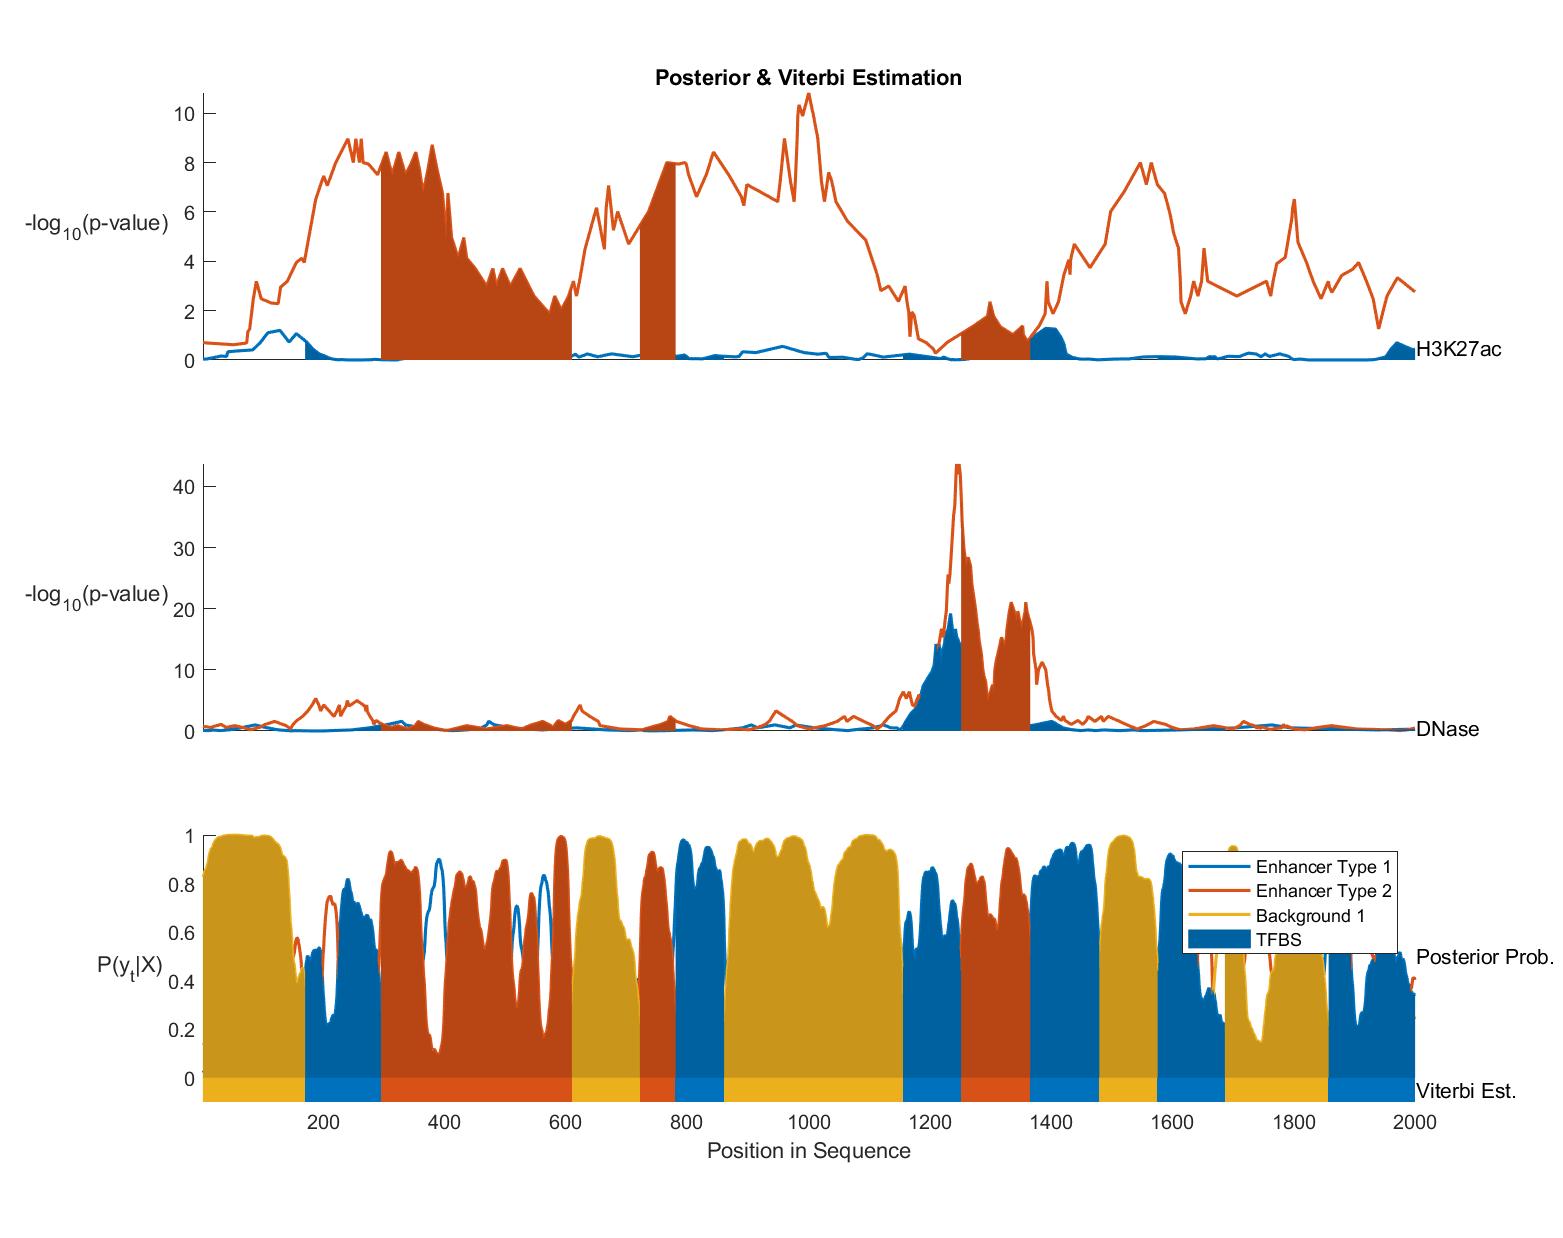 Posterior & Viterbi Estimation
10
8
6
4
2
0
-log10(p-value)
H3K27ac
40
30
20
10
0
-log10(p-value)
DNase
1
0.8
0.6
0.4
0.2
0
P(yt|X)
Enhancer Type 1
Enhancer Type 2
Background 1
TFBS
Posterior Prob.
Viterbi Est.
200 400 600 800 1000 1200 1400 1600 1800 2000
Position in Sequence